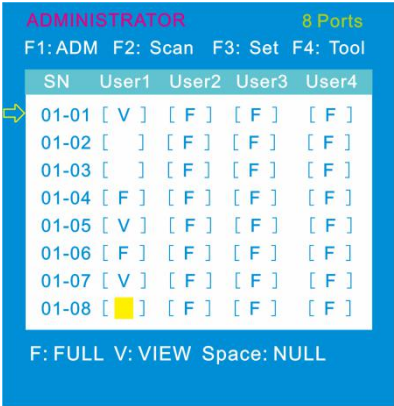 ADMINISTRATOR 8 Ports
F1: ADM F2: Scan F3: Set F4: Tool
SN User1 User2 User3 User4
01-01 [ V ] [ F ] [ F ] [ F ]
01-02 [ ] [ F ] [ F ] [ F ]
01-03 [ ] [ F ] [ F ] [ F ]
01-04 [ F ] [ F ] [ F ] [ F ]
01-05 [ V ] [ F ] [ F ] [ F ]
01-06 [ F ] [ F ] [ F ] [ F ]
01-07 [ V ] [ F ] [ F ] [ F ]
01-08 [ ] [ F ] [ F ] [ F ]
F: FULL V: VIEW Space: NULL